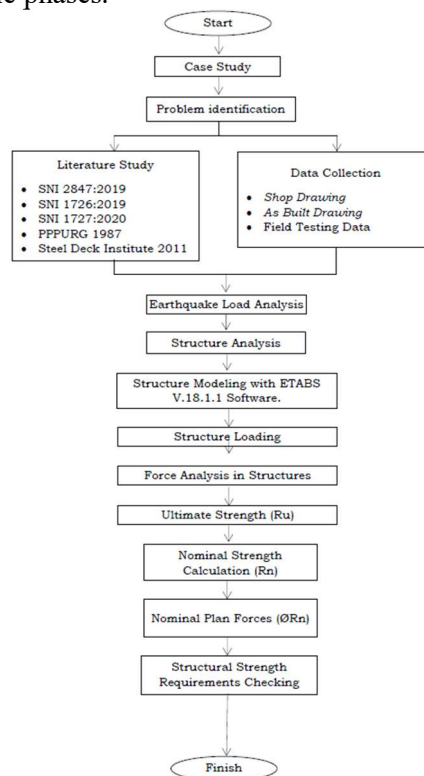 phases.
Start
Case Study
Problem identification
Literature Study
• SNI 2847:2019
• SNI 1726:2019
• SNI 1727:2020
• PPPURG 1987
• Steel Deck Institute 2011
Data Collection
• Shop Drawing
• As Built Drawing
• Field Testing Data
Earthquake Load Analysis
Structure Analysis
Structure Modeling with ETABS
V.18.1.1 Software.
Structure Loading
Force Analysis in Structures
Ultimate Strength (Ru)
Nominal Strength
Calculation (Rn)
Nominal Plan Forces (ØRn)
Structural Strength
Requirements Checking
Finish